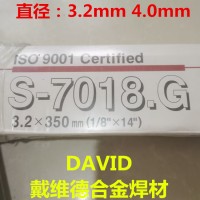 直径：3.2mm 4.0mm
ISO 9001 Certified
S-7018.G
3.2×350mm (1/8"×14")
DAVID
戴维德合金焊材